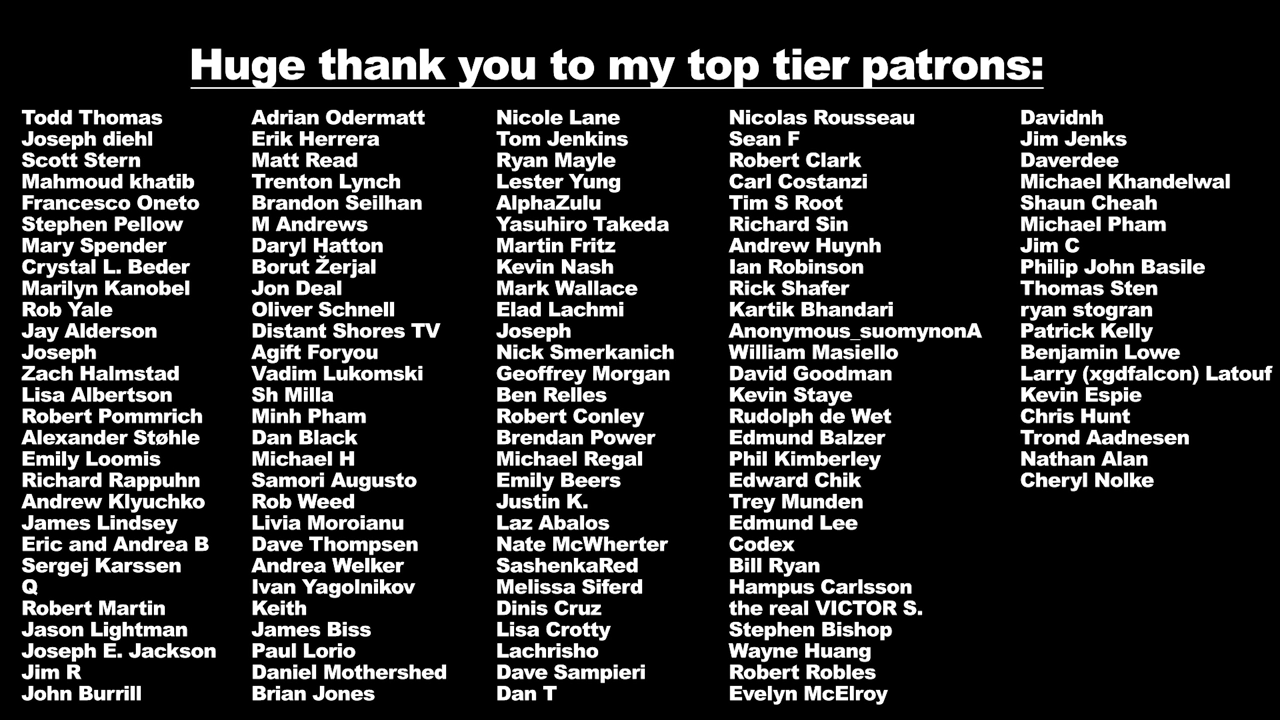 Huge thank you to my top tier patrons:
Todd Thomas
Joseph diehl
Scott Stern
Mahmoud khatib
Francesco Oneto
Stephen Pellow
Mary Spender
Crystal L. Beder
Marilyn Kanobel
Rob Yale
Jay Alderson
Joseph
Zach Halmstad
Lisa Albertson
Robert Pommrich
Alexander Støhle
Emily Loomis
Richard Rappuhn
Andrew Klyuchko
James Lindsey
Eric and Andrea B
Sergej Karssen
Q
Robert Martin
Jason Lightman
Joseph E. Jackson
Jim R
John Burrill
Adrian Odermatt
Erik Herrera
Matt Read
Trenton Lynch
Brandon Seilhan
M Andrews
Daryl Hatton
Borut Žerjal
Jon Deal
Oliver Schnell
Distant Shores TV
Agift Foryou
Vadim Lukomski
Sh Milla
Minh Pham
Dan Black
Michael H
Samori Augusto
Rob Weed
Livia Moroianu
Dave Thompsen
Andrea Welker
Ivan Yagolnikov
Keith
James Biss
Paul Lorio
Daniel Mothershed
Brian Jones
Nicole Lane
Tom Jenkins
Ryan Mayle
Lester Yung
AlphaZulu
Yasuhiro Takeda
Martin Fritz
Kevin Nash
Mark Wallace
Elad Lachmi
Joseph
Nick Smerkanich
Geoffrey Morgan
Ben Relles
Robert Conley
Brendan Power
Michael Regal
Emily Beers
Justin K.
Laz Abalos
Nate McWherter
SashenkaRed
Melissa Siferd
Dinis Cruz
Lisa Crotty
Lachrisho
Dave Sampieri
Dan T
Nicolas Rousseau
Sean F
Robert Clark
Carl Costanzi
Tim S Root
Richard Sin
Andrew Huynh
Ian Robinson
Rick Shafer
Kartik Bhandari
Anonymous_suomynonA
William Masiello
David Goodman
Kevin Staye
Rudolph de Wet
Edmund Balzer
Phil Kimberley
Edward Chik
Trey Munden
Edmund Lee
Codex
Bill Ryan
Hampus Carlsson
the real VICTOR S.
Stephen Bishop
Wayne Huang
Robert Robles
Evelyn McElroy
Davidnh
Jim Jenks
Daverdee
Michael Khandelwal
Shaun Cheah
Michael Pham
Jim C
Philip John Basile
Thomas Sten
ryan stogran
Patrick Kelly
Benjamin Lowe
Larry (xgdfalcon) Latouf
Kevin Espie
Chris Hunt
Trond Aadnesen
Nathan Alan
Cheryl Nolke